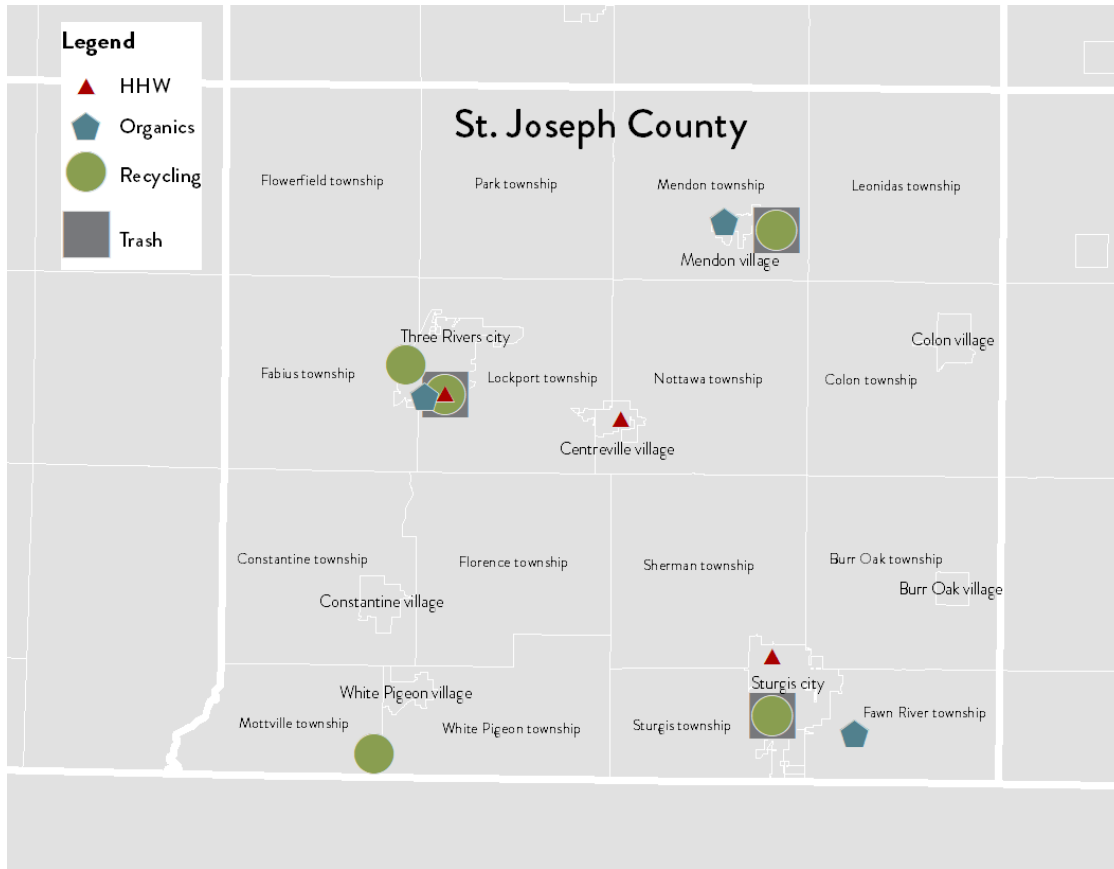 Legend
HHW
Organics
Recycling
Trash
St. Joseph County
Flowerfield township
Park township
Mendon township
Leonidas township
Mendon village
Three Rivers city
Colon village
Fabius township
Lockport township
Nottawa township
Colon township
Centreville village
Constantine township
Florence township
Sherman township
Burr Oak township
Constantine village
Burr Oak village
White Pigeon village
Sturgis city
Mottville township
White Pigeon township
Sturgis township
Fawn River township